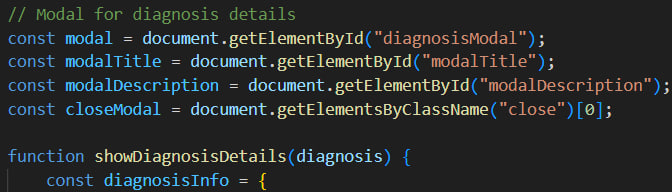 // Modal for diagnosis details
const modal = document.getElementById("diagnosisModal");
const modalTitle = document.getElementById("modalTitle");
const modalDescription = document.getElementById("modalDescription");
const closeModal = document.getElementsByClassName("close")[0];

function showDiagnosisDetails(diagnosis) {
    const diagnosisInfo = {